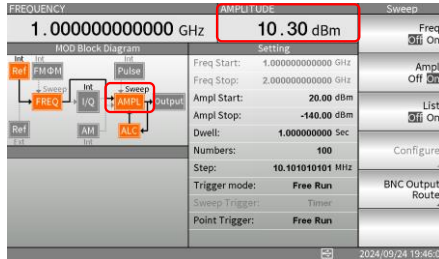 FREQUENCY
AMPLITUDE
Sweep
1.000000000000 GHz
10.30 dBm
Freq
Off On
MOD Block Diagram
Setting
Int Int Int
Ref FMΦM Pulse
Sweep Int Sweep
FREQ I/Q AMPL Output
Ref AM ALC
Ext Int
Freq Start: 1.000000000000 GHz
Freq Stop: 2.000000000000 GHz
Ampl Start: 20.00 dBm
Ampl Stop: -140.00 dBm
Dwell: 1.000000000 Sec
Numbers: 100
Step: 10.101010101 MHz
Trigger mode: Free Run
Sweep Trigger: Timer
Point Trigger: Free Run
Ampl
Off On
List
Off On
Configure
BNC Output
Route
2024/09/24 19:46:0